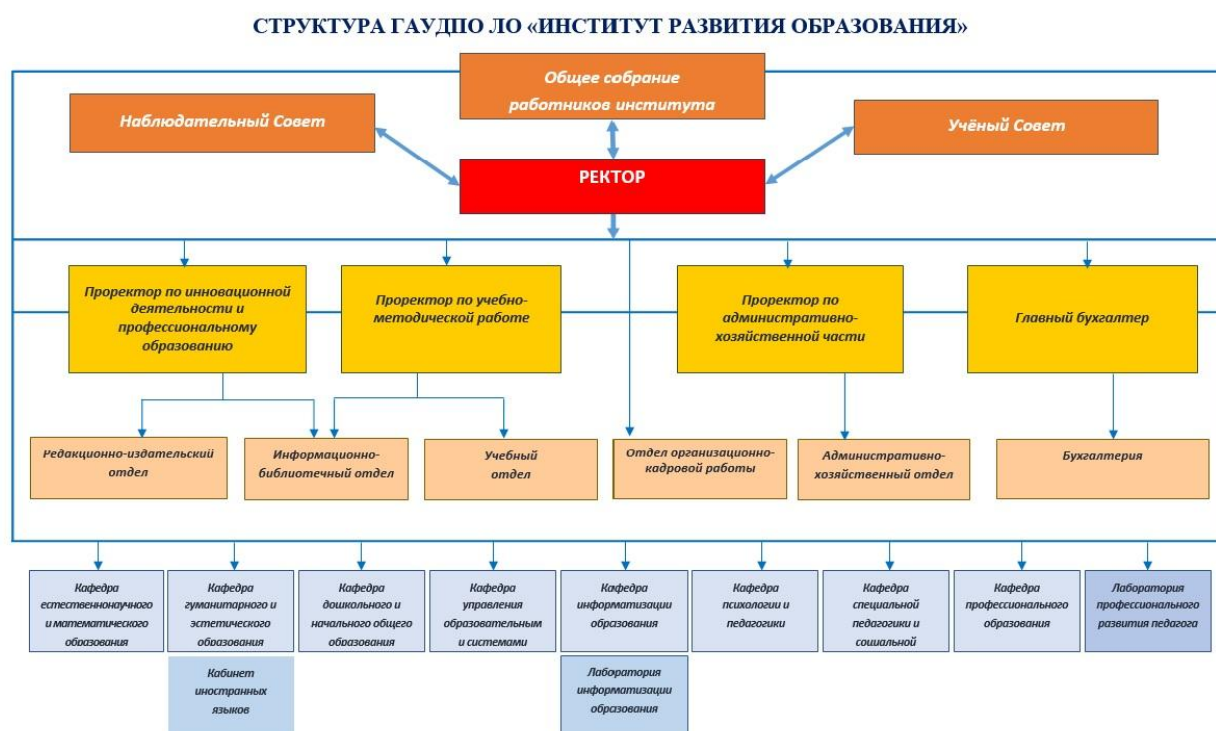 СТРУКТУРА ГАУДПО ЛО «ИНСТИТУТ РАЗВИТИЯ ОБРАЗОВАНИЯ»
Общее собрание
работников института
Наблюдательный Совет
Учёный Совет
РЕКТОР
Проректор по инновационной
деятельности и
профессиональному
образованию
Проректор по учебно-
методической работе
Проректор по
административно-
хозяйственной части
Главный бухгалтер
Редакционно-издательский
отдел
Информационно-
библиотечный отдел
Учебный
отдел
Отдел организационно-
кадровой работы
Административно-
хозяйственный отдел
Бухгалтерия
Кафедра
естественнонаучного
и математического
образования
Кафедра
гуманитарного и
эстетического
образования
Кафедра
дошкольного и
начального общего
образования
Кафедра
управления
образовательным
и системами
Кафедра
информатизации
образования
Кафедра
психологии и
педагогики
Кафедра
специальной
педагогики и
социальной
Кафедра
профессионального
образования
Лаборатория
профессионального
развития педагога
Кабинет
иностранных
языков
Лаборатория
информатизации
образования